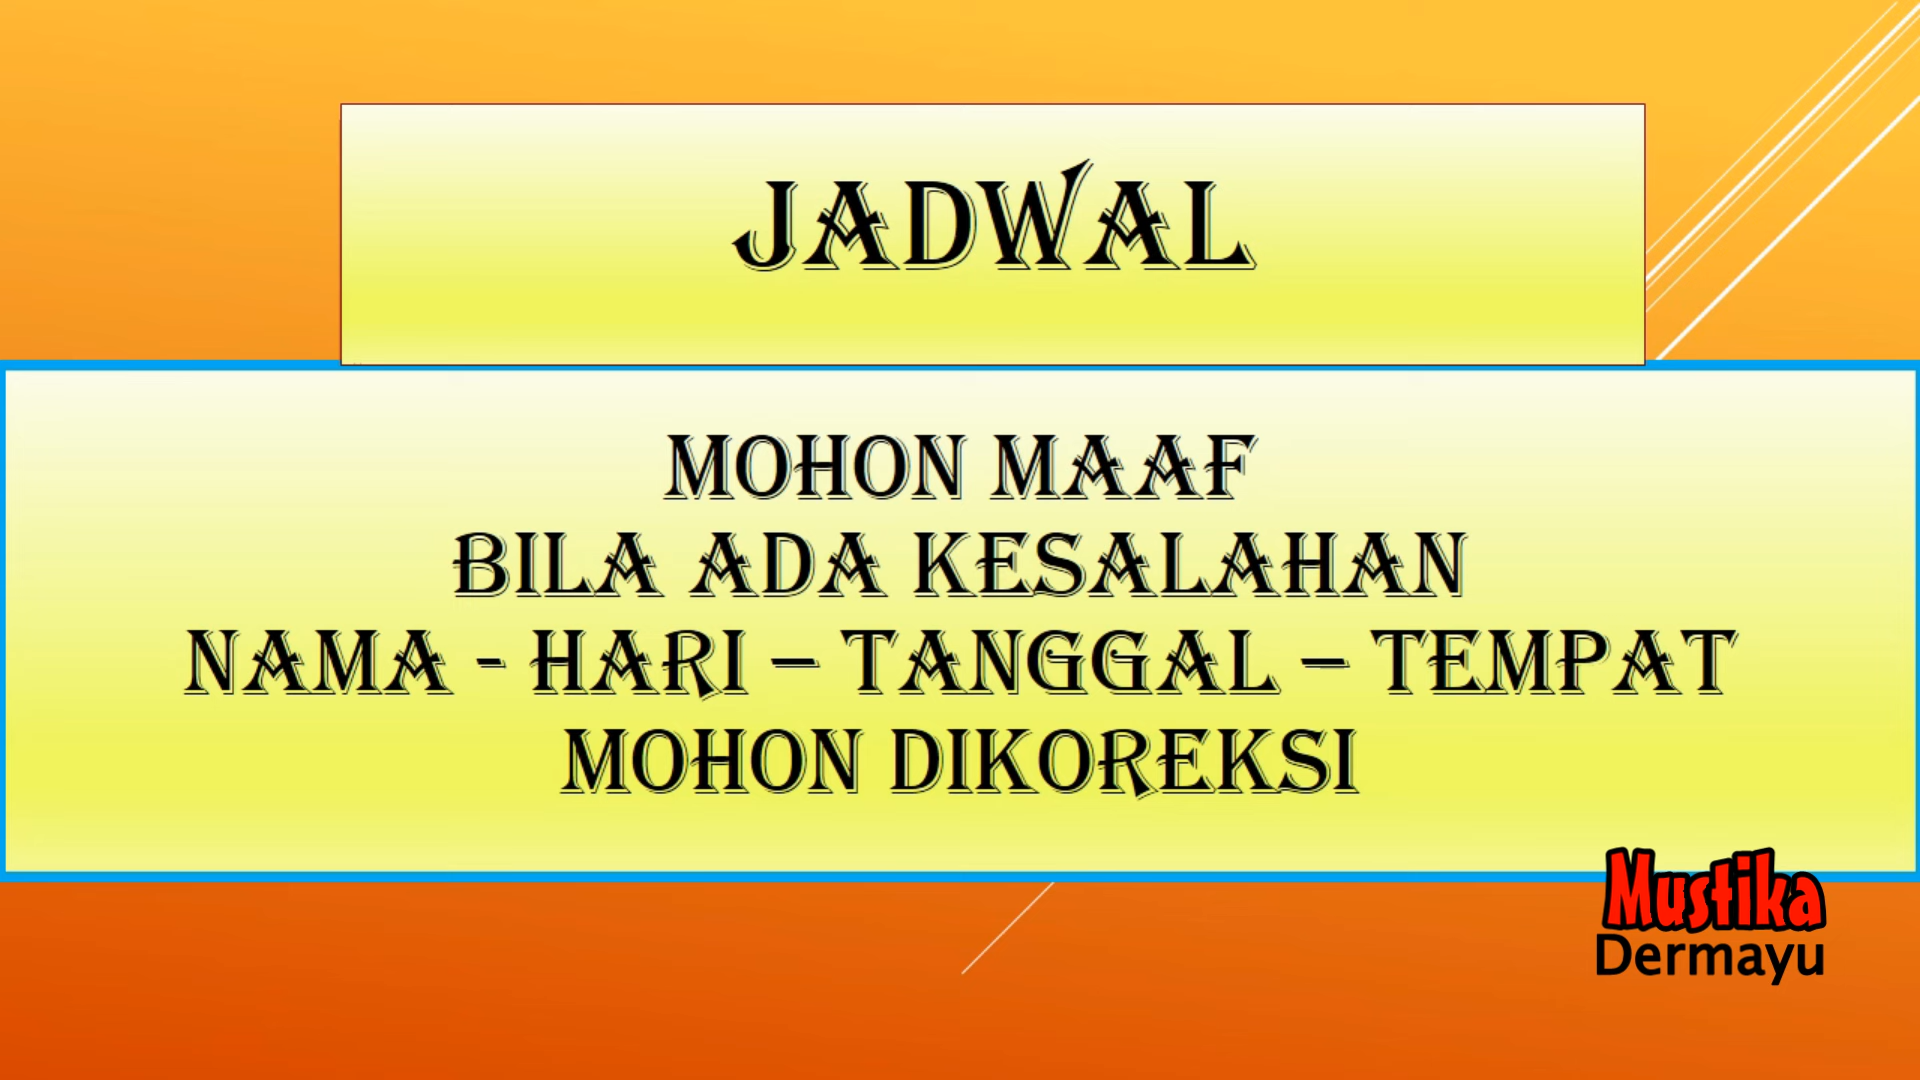 JADWAL
MOHON MAAF
BILA ADA KESALAHAN
NAMA - HARI – TANGGAL – TEMPAT
MOHON DIKOREKSI
Mustika
Dermayu